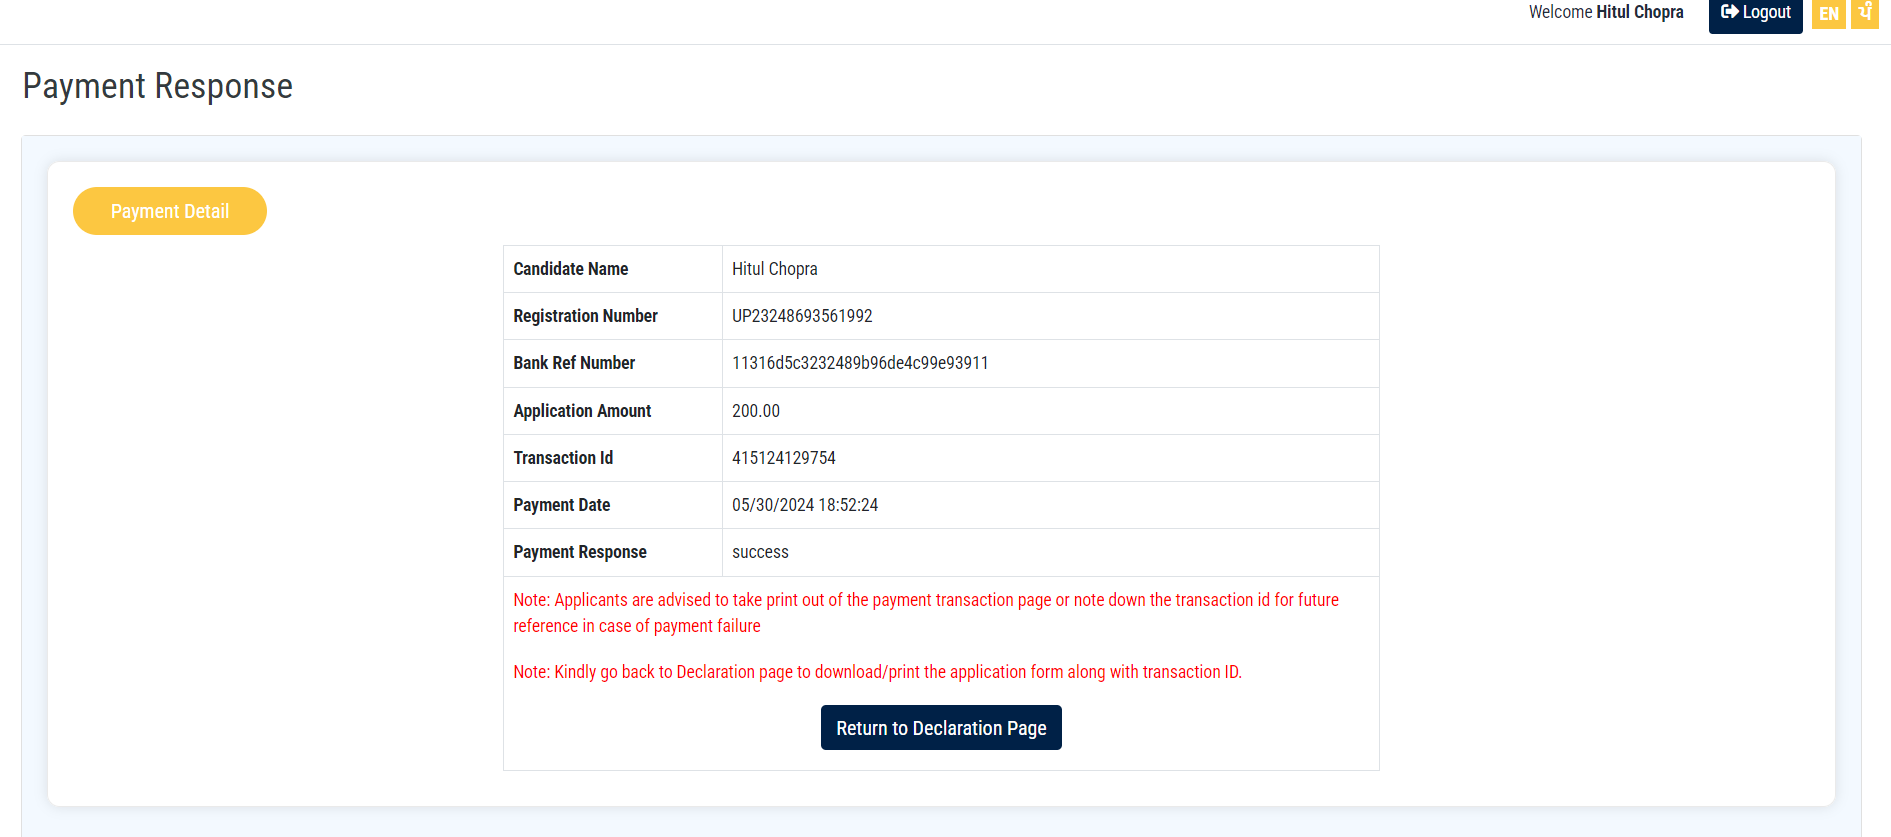 Welcome Hitul Chopra
Logout
EN
ਪੰ
Payment Response
Payment Detail
Candidate Name Hitul Chopra
Registration Number UP23248693561992
Bank Ref Number 11316d5c3232489b96de4c99e93911
Application Amount 200.00
Transaction Id 415124129754
Payment Date 05/30/2024 18:52:24
Payment Response success
Note: Applicants are advised to take print out of the payment transaction page or note down the transaction id for future
reference in case of payment failure
Note: Kindly go back to Declaration page to download/print the application form along with transaction ID.
Return to Declaration Page